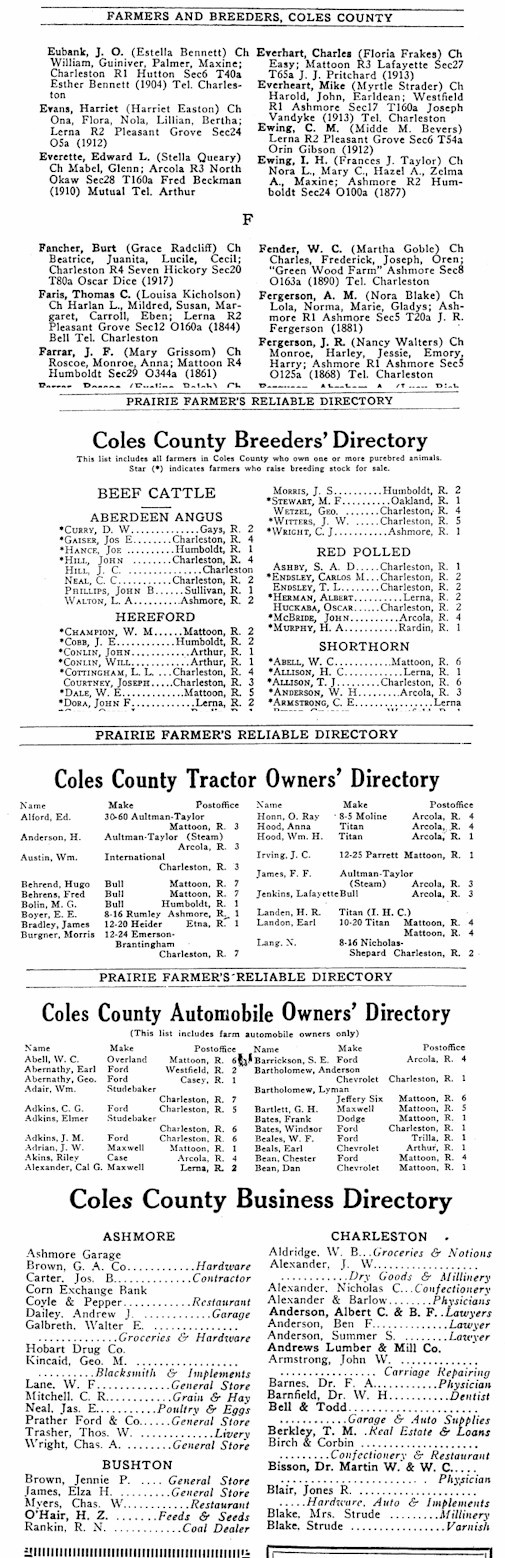 FARMERS AND BREEDERS, COLES COUNTY
Eubank, J. O. (Estella Bennett) Ch
William, Guiniver, Palmer, Maxine;
Charleston R1 Hutton Sec6 T40a
Esther Bennett (1904) Tel. Charles-
ton
Evans, Harriet (Harriet Easton) Ch
Ona, Flora, Nola, Lillian, Bertha;
Lerna R2 Pleasant Grove Sec24
O5a (1912)
Everette, Edward L. (Stella Queary)
Ch Mabel, Glenn; Arcola R3 North
Okaw Sec28 T160a Fred Beckman
(1910) Mutual Tel. Arthur
Everhart, Charles (Floria Frakes) Ch
Easy; Mattoon R3 Lafayette Sec27
T65a J. J. Pritchard (1913)
Everheart, Mike (Myrtle Strader) Ch
Harold, John, Earldean; Westfield
R1 Ashmore Sec17 T160a Joseph
Vandyke (1913) Tel. Charleston
Ewing, C. M. (Midde M. Bevers)
Lerna R2 Pleasant Grove Sec6 T54a
Orin Gibson (1912)
Ewing, I. H. (Frances J. Taylor) Ch
Nora L., Mary C., Hazel A., Zelma
A., Maxine; Ashmore R2 Hum-
boldt Sec24 O100a (1877)
F
Fancher, Burt (Grace Radcliff) Ch
Beatrice, Juanita, Lucile, Cecil;
Charleston R4 Seven Hickory Sec20
T80a Oscar Dice (1917)
Faris, Thomas C. (Louisa Kicholson)
Ch Harlan L., Mildred, Susan, Mar-
garet, Carroll, Eben; Lerna R2
Pleasant Grove Sec12 O160a (1844)
Bell Tel. Charleston
Farrar, J. F. (Mary Grissom) Ch
Roscoe, Monroe, Anna; Mattoon R4
Humboldt Sec29 O344a (1861)
Fender, W. C. (Martha Goble) Ch
Charles, Frederick, Joseph, Oren;
"Green Wood Farm" Ashmore Sec8
O163a (1890) Tel. Charleston
Fergerson, A. M. (Nora Blake) Ch
Lola, Norma, Marie, Gladys; Ash-
more R1 Ashmore Sec5 T20a J. R.
Fergerson (1881)
Fergerson, J. R. (Nancy Walters) Ch
Monroe, Harley, Jessie, Emory,
Harry; Ashmore R1 Ashmore Sec5
O125a (1868) Tel. Charleston
PRAIRIE FARMER'S RELIABLE DIRECTORY
Coles County Breeders' Directory
This list includes all farmers in Coles County who own one or more purebred animals.
Star (*) indicates farmers who raise breeding stock for sale.
BEEF CATTLE
ABERDEEN ANGUS
*CURRY, D. W..............Gays, R. 2
*GAISER, JOS E........Charleston, R. 4
*HANCE, JOE ..........Humboldt, R. 1
*HILL, JOHN ..........Charleston, R. 4
HILL, J. C. ................Charleston
NEAL, C. C...........Charleston, R. 2
PHILLIPS, JOHN B......Sullivan, R. 1
WALTON, L. A..........Ashmore, R. 2
HEREFORD
*CHAMPION, W. M......Mattoon, R. 2
*COBB, J. E............Humboldt, R. 2
*CONLIN, JOHN............Arthur, R. 1
*CONLIN, WILL............Arthur, R. 1
*COTTINGHAM, L. L. ...Charleston, R. 4
COURTNEY, JOSEPH.....Charleston, R. 3
*DALE, W. E............Mattoon, R. 5
*DORA, JOHN F............Lerna, R. 2
MORRIS, J. S..........Humboldt, R. 2
*STEWART, M. F........Oakland, R. 1
WETZEL, GEO. ........Charleston, R. 4
*WITTERS, J. W. .....Charleston, R. 5
*WRIGHT, C. J..........Ashmore, R. 1
RED POLLED
ASHBY, S. A. D.....Charleston, R. 1
*ENDSLEY, CARLOS M...Charleston, R. 2
ENDSLEY, T. L........Charleston, R. 2
*HERMAN, ALBERT..........Lerna, R. 2
HUCKABA, OSCAR......Charleston, R. 2
*MCBRIDE, JOHN..........Arcola, R. 4
*MURPHY, H. A............Rardin, R. 1
SHORTHORN
*ABELL, W. C............Mattoon, R. 6
*ALLISON, H. C............Lerna, R. 1
*ALLISON, T. J........Charleston, R. 6
*ANDERSON, W. H........Arcola, R. 3
*ARMSTRONG, C. E..............Lerna
PRAIRIE FARMER'S RELIABLE DIRECTORY
Coles County Tractor Owners' Directory
Name Make Postoffice
Alford, Ed. 30-60 Aultman-Taylor
Mattoon, R. 3
Anderson, H. Aultman-Taylor (Steam)
Arcola, R. 3
Austin, Wm. International
Charleston, R. 3
Behrend, Hugo Bull Mattoon, R. 7
Behrens, Fred Bull Mattoon, R. 7
Bolin, M. G. Bull Humboldt, R. 1
Boyer, E. E. 8-16 Rumley Ashmore, R. 1
Bradley, James 12-20 Heider Etna, R. 1
Burgner, Morris 12-24 Emerson-
Brantingham
Charleston, R. 7
Name Make Postoffice
Honn, O. Ray 8-5 Moline Arcola, R. 4
Hood, Anna Titan Arcola, R. 4
Hood, Wm. H. Titan Arcola, R. 1
Irving, J. C. 12-25 Parrett Mattoon, R. 1
James, F. F. Aultman-Taylor
(Steam) Arcola, R. 3
Jenkins, Lafayette Bull Arcola, R. 3
Landen, H. R. Titan (I. H. C.)
Landon, Earl 10-20 Titan Mattoon, R. 4
Mattoon, R. 4
Lang. N. 8-16 Nicholas-
Shepard Charleston, R. 2
PRAIRIE FARMER'S RELIABLE DIRECTORY
Coles County Automobile Owners' Directory
(This list includes farm automobile owners only)
Name Make Postoffice
Abell, W. C. Overland Mattoon, R. 6
Abernathy, Earl Ford Westfield, R. 2
Abernathy, Geo. Ford Casey, R. 1
Adair, Wm. Studebaker
Charleston, R. 7
Adkins, C. G. Ford Charleston, R. 5
Adkins, Elmer Studebaker
Charleston, R. 6
Adkins, J. M. Ford Charleston, R. 6
Adrian, J. W. Maxwell Mattoon, R. 1
Akins, Riley Case Arcola, R. 4
Alexander, Cal G. Maxwell Lerna, R. 2
Name Make Postoffice
Barrickson, S. E. Ford Arcola, R. 4
Bartholomew, Anderson
Chevrolet Charleston, R. 1
Bartholomew, Lyman
Jeffery Six Mattoon, R. 6
Bartlett, G. H. Maxwell Mattoon, R. 5
Bates, Frank Dodge Mattoon, R. 1
Bates, Windsor Ford Charleston, R. 1
Beales, W. F. Ford Trilla, R. 1
Beals, Earl Chevrolet Arthur, R. 1
Bean, Chester Ford Mattoon, R. 4
Bean, Dan Chevrolet Mattoon, R. 1
Coles County Business Directory
ASHMORE
Ashmore Garage
Brown, G. A. Co............Hardware
Carter, Jos. B............Contractor
Corn Exchange Bank
Coyle & Pepper...........Restaurant
Dailey, Andrew J. ...........Garage
Galbreth, Walter E. ..............
..............Groceries & Hardware
Hobart Drug Co.
Kincaid, Geo. M. ................
..........Blacksmith & Implements
Lane, W. F............General Store
Mitchell, C. R..........Grain & Hay
Neal, Jas. E..........Poultry & Eggs
Prather Ford & Co......General Store
Trasher, Thos. W. ............Livery
Wright, Chas. A. ......General Store
BUSHTON
Brown, Jennie P. .... General Store
James, Elza H. ........General Store
Myers, Chas. W...........Restaurant
O'Hair, H. Z. .......Feeds & Seeds
Rankin, R. N. ..........Coal Dealer
CHARLESTON
Aldridge, W. B...Groceries & Notions
Alexander, J. W...................
...........Dry Goods & Millinery
Alexander, Nicholas C...Confectionery
Alexander & Barlow........Physicians
Anderson, Albert C. & B. F. .Lawyers
Anderson, Ben F..............Lawyer
Anderson, Summer S. .........Lawyer
Andrews Lumber & Mill Co.
Armstrong, John W. ..............
.................. Carriage Repairing
Barnes, Dr. F. A............Physician
Barnfield, Dr. W. H...........Dentist
Bell & Todd......................
...........Garage & Auto Supplies
Berkley, T. M. .Real Estate & Loans
Birch & Corbin ..................
..........Confectionery & Restaurant
Bisson, Dr. Martin W. & W. C.....
.......................... Physician
Blair, Jones R. ...................
......Hardware, Auto & Implements
Blake, Mrs. Strude ..........Millinery
Blake, Strude ................Varnish